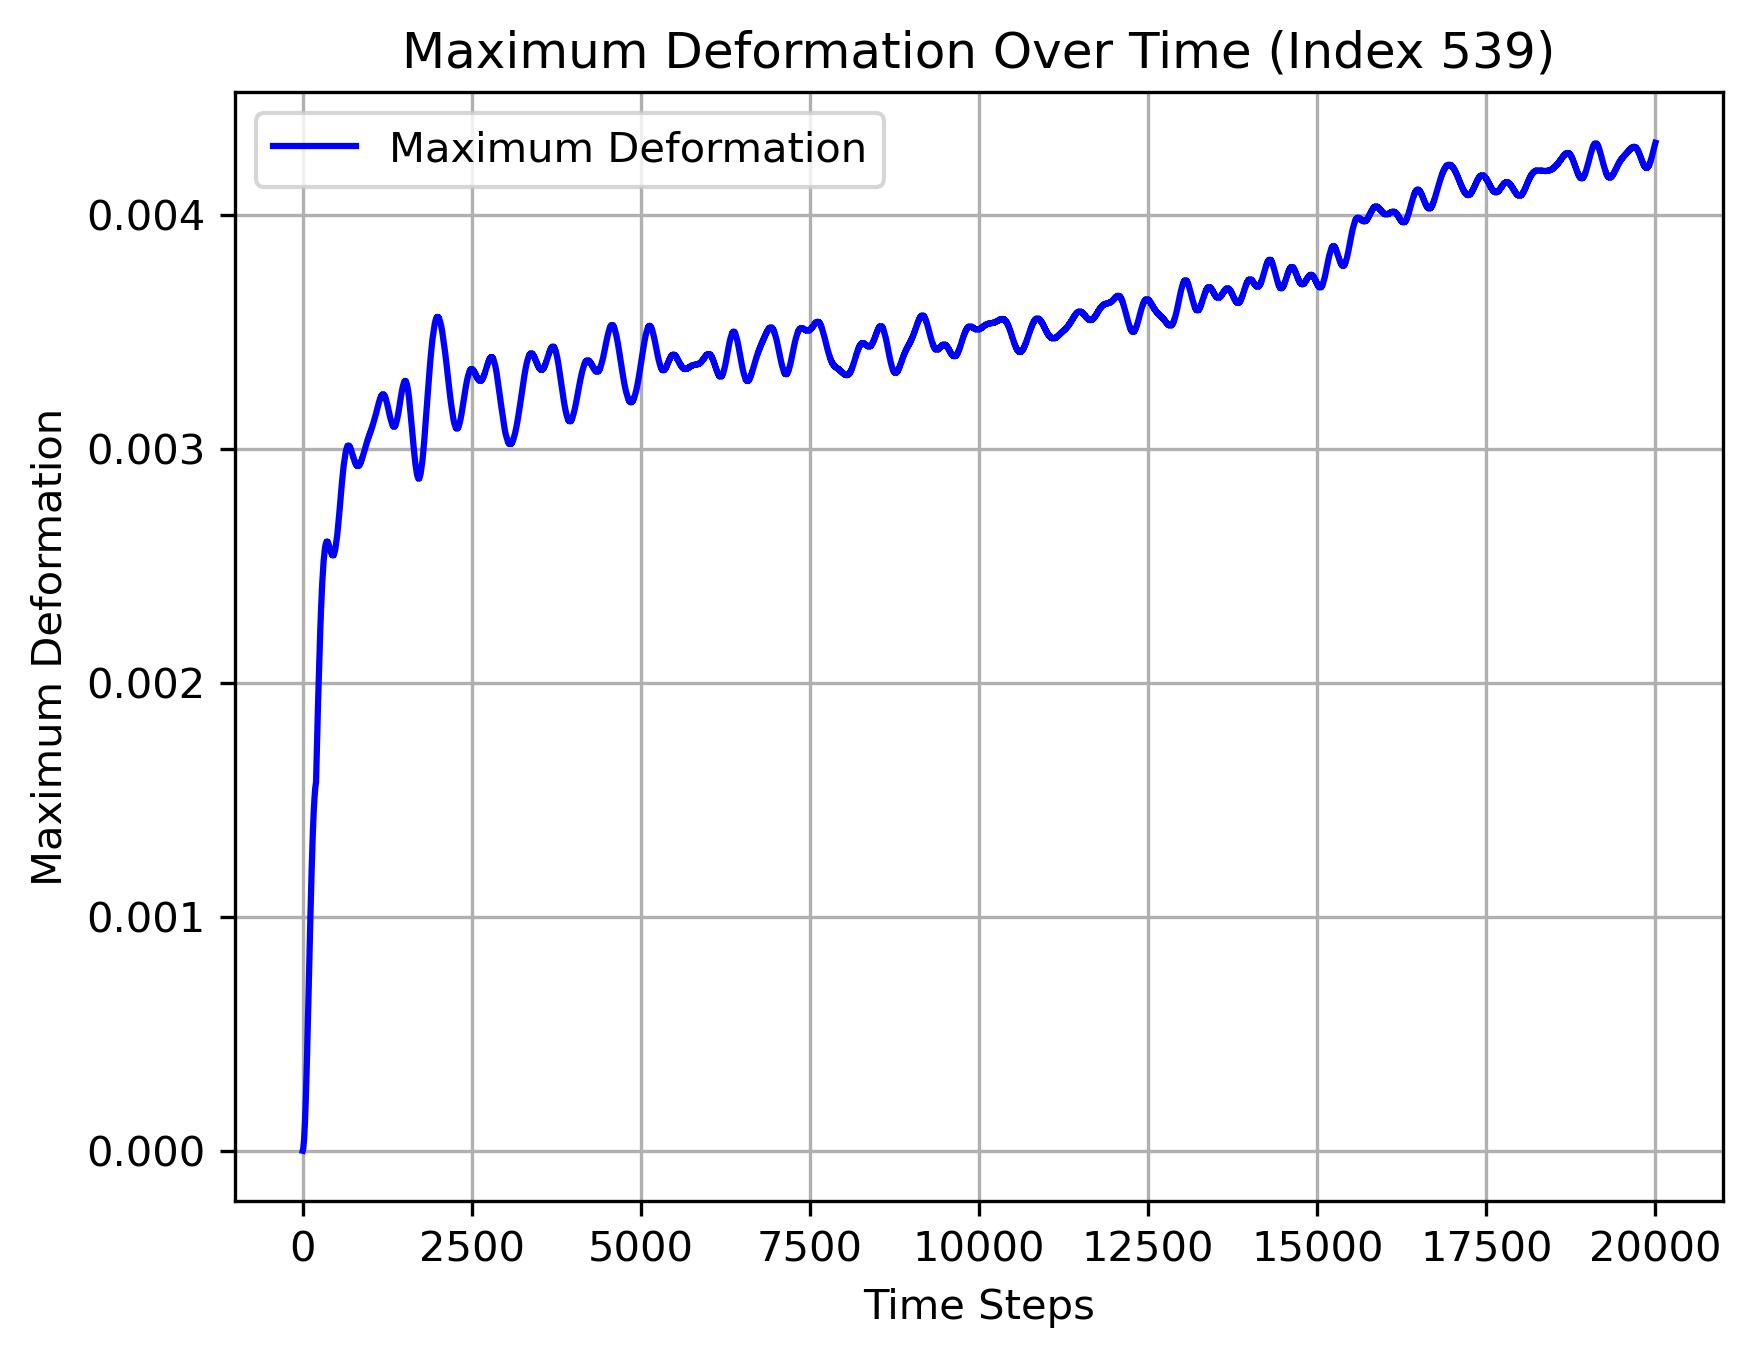 Maximum Deformation Over Time (Index 539)
Maximum Deformation
Maximum Deformation
0.004
0.003
0.002
0.001
0.000
0 2500 5000 7500 10000 12500 15000 17500 20000
Time Steps